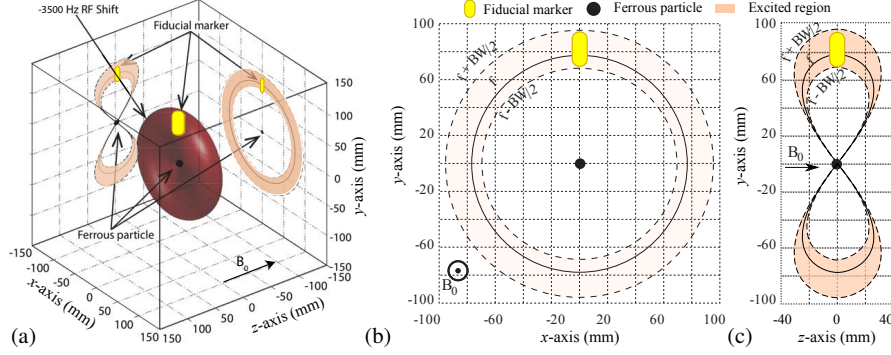 -3500 Hz RF Shift
Fiducial marker
Ferrous particle
B0
-150
-100
-50
0
50
100
150
x-axis (mm)
150
100
50
0
-50
-100
-150
z-axis (mm)
150
100
50
0
-50
-100
-150
y-axis (mm)
(a)
Fiducial marker
Ferrous particle
Excited region
f + BW/2
f
f - BW/2
B0
100
60
20
-20
-60
-100
y-axis (mm)
-100
-60
-20
20
60
100
x-axis (mm)
(b)
f + BW/2
f
f - BW/2
B0
100
60
20
-20
-60
-100
y-axis (mm)
-40
0
40
z-axis (mm)
(c)